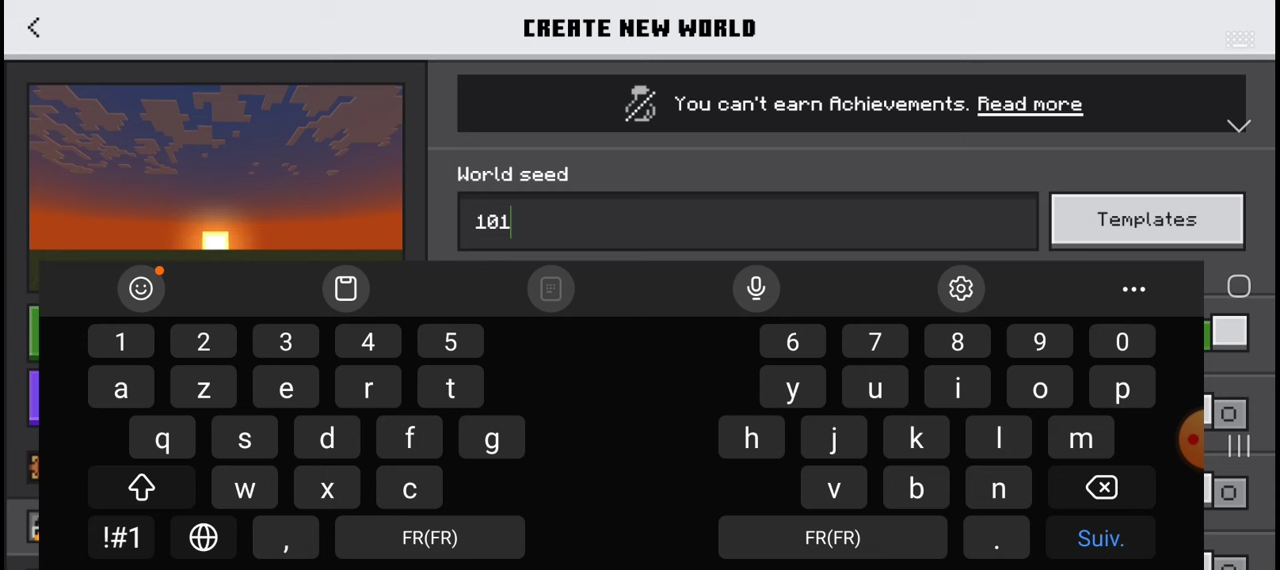 CREATE NEW WORLD
You can't earn Achievements. Read more
World seed
101
Templates
1 2 3 4 5 6 7 8 9 0
a z e r t y u i o p
q s d f g h j k l m
w x c v b n
!#1 , FR(FR) FR(FR) . Suiv.